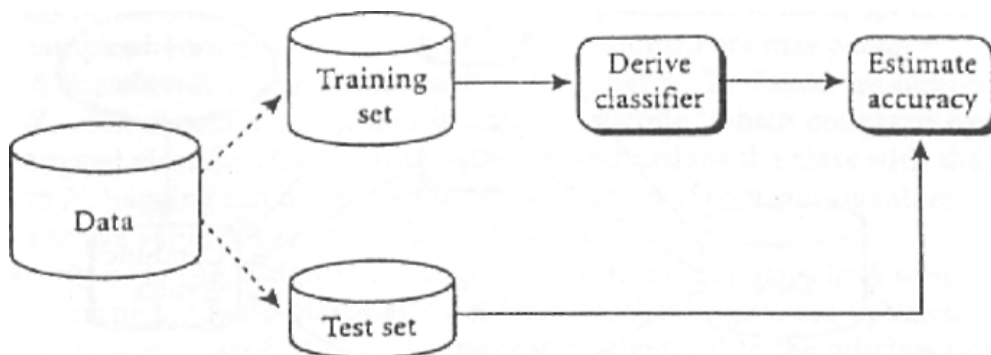 Data
Training
set
Derive
classifier
Estimate
accuracy
Test set